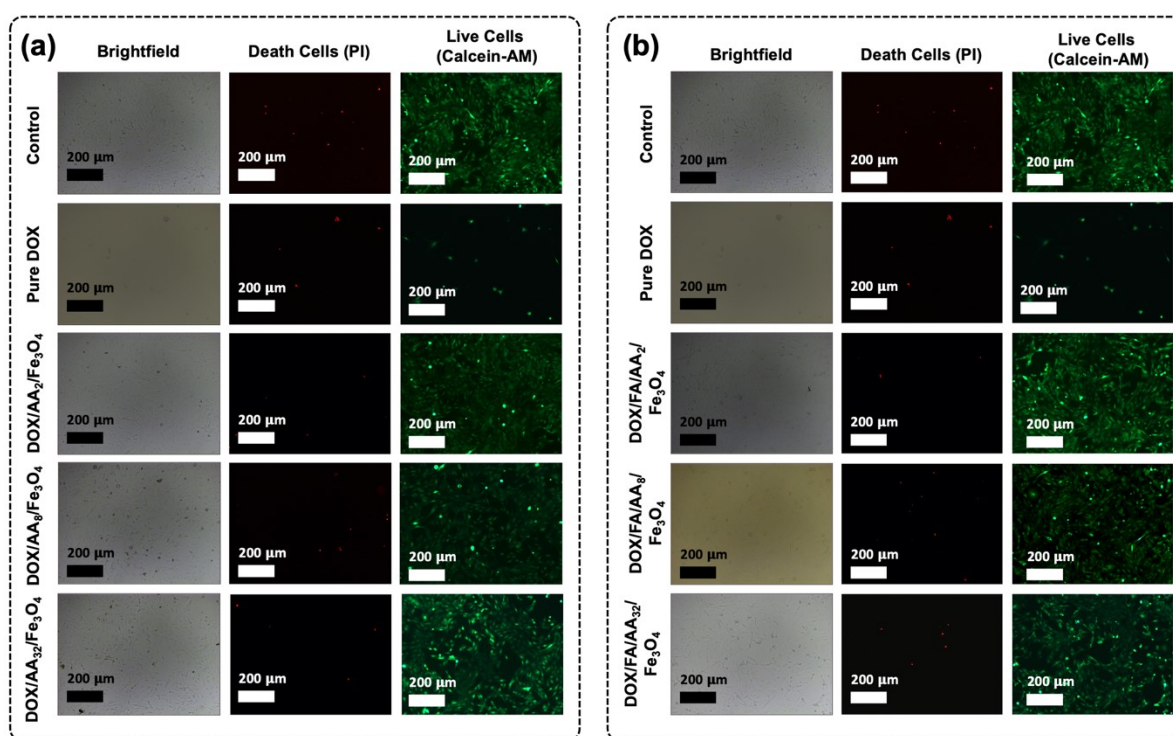 (a)
Brightfield
Death Cells (PI)
Live Cells
(Calcein-AM)
Control
200 µm
200 µm
200 µm
Pure DOX
200 µm
200 µm
200 µm
DOX/AA₂/Fe₃O₄
200 µm
200 µm
200 µm
DOX/AA₈/Fe₃O₄
200 µm
200 µm
200 µm
DOX/AA₃₂/Fe₃O₄
200 µm
200 µm
200 µm
(b)
Brightfield
Death Cells (PI)
Live Cells
(Calcein-AM)
Control
200 µm
200 µm
200 µm
Pure DOX
200 µm
200 µm
200 µm
DOX/FA/AA₂/
Fe₃O₄
200 µm
200 µm
200 µm
DOX/FA/AA₈/
Fe₃O₄
200 µm
200 µm
200 µm
DOX/FA/AA₃₂/
Fe₃O₄
200 µm
200 µm
200 µm